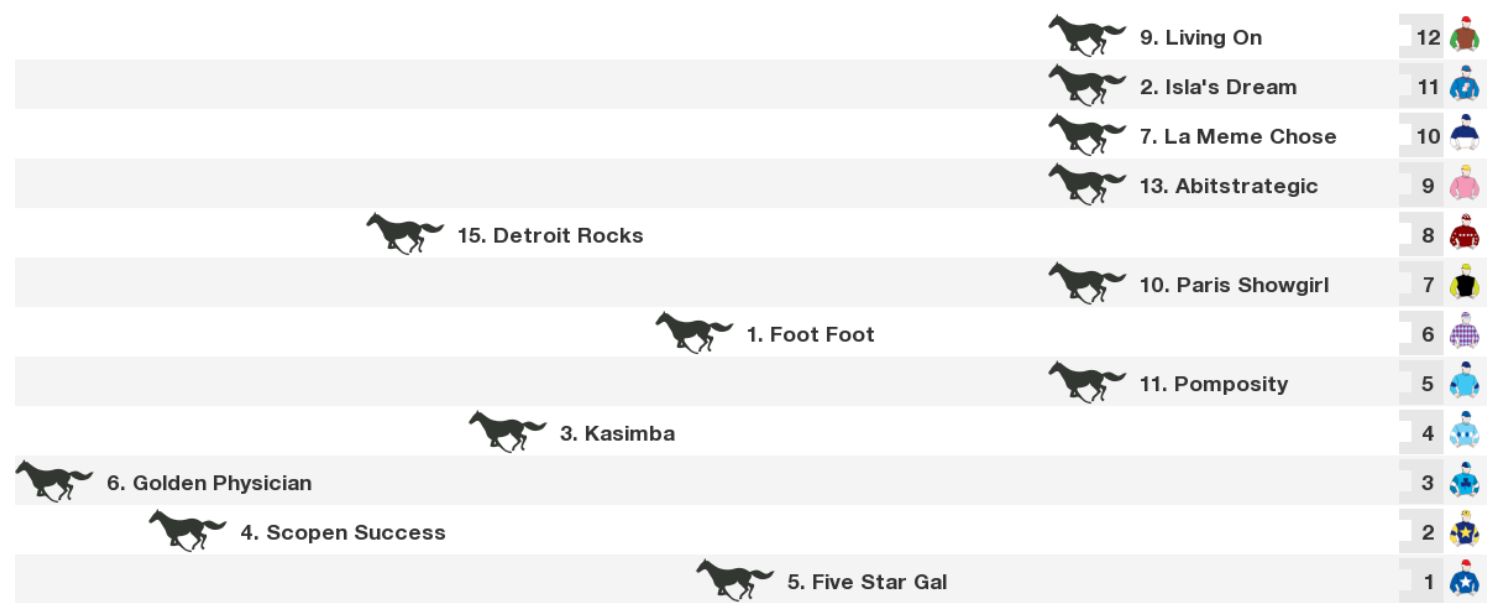 9. Living On 12
2. Isla's Dream 11
7. La Meme Chose 10
13. Abitstrategic 9
15. Detroit Rocks 8
10. Paris Showgirl 7
1. Foot Foot 6
11. Pomposity 5
3. Kasimba 4
6. Golden Physician 3
4. Scopen Success 2
5. Five Star Gal 1